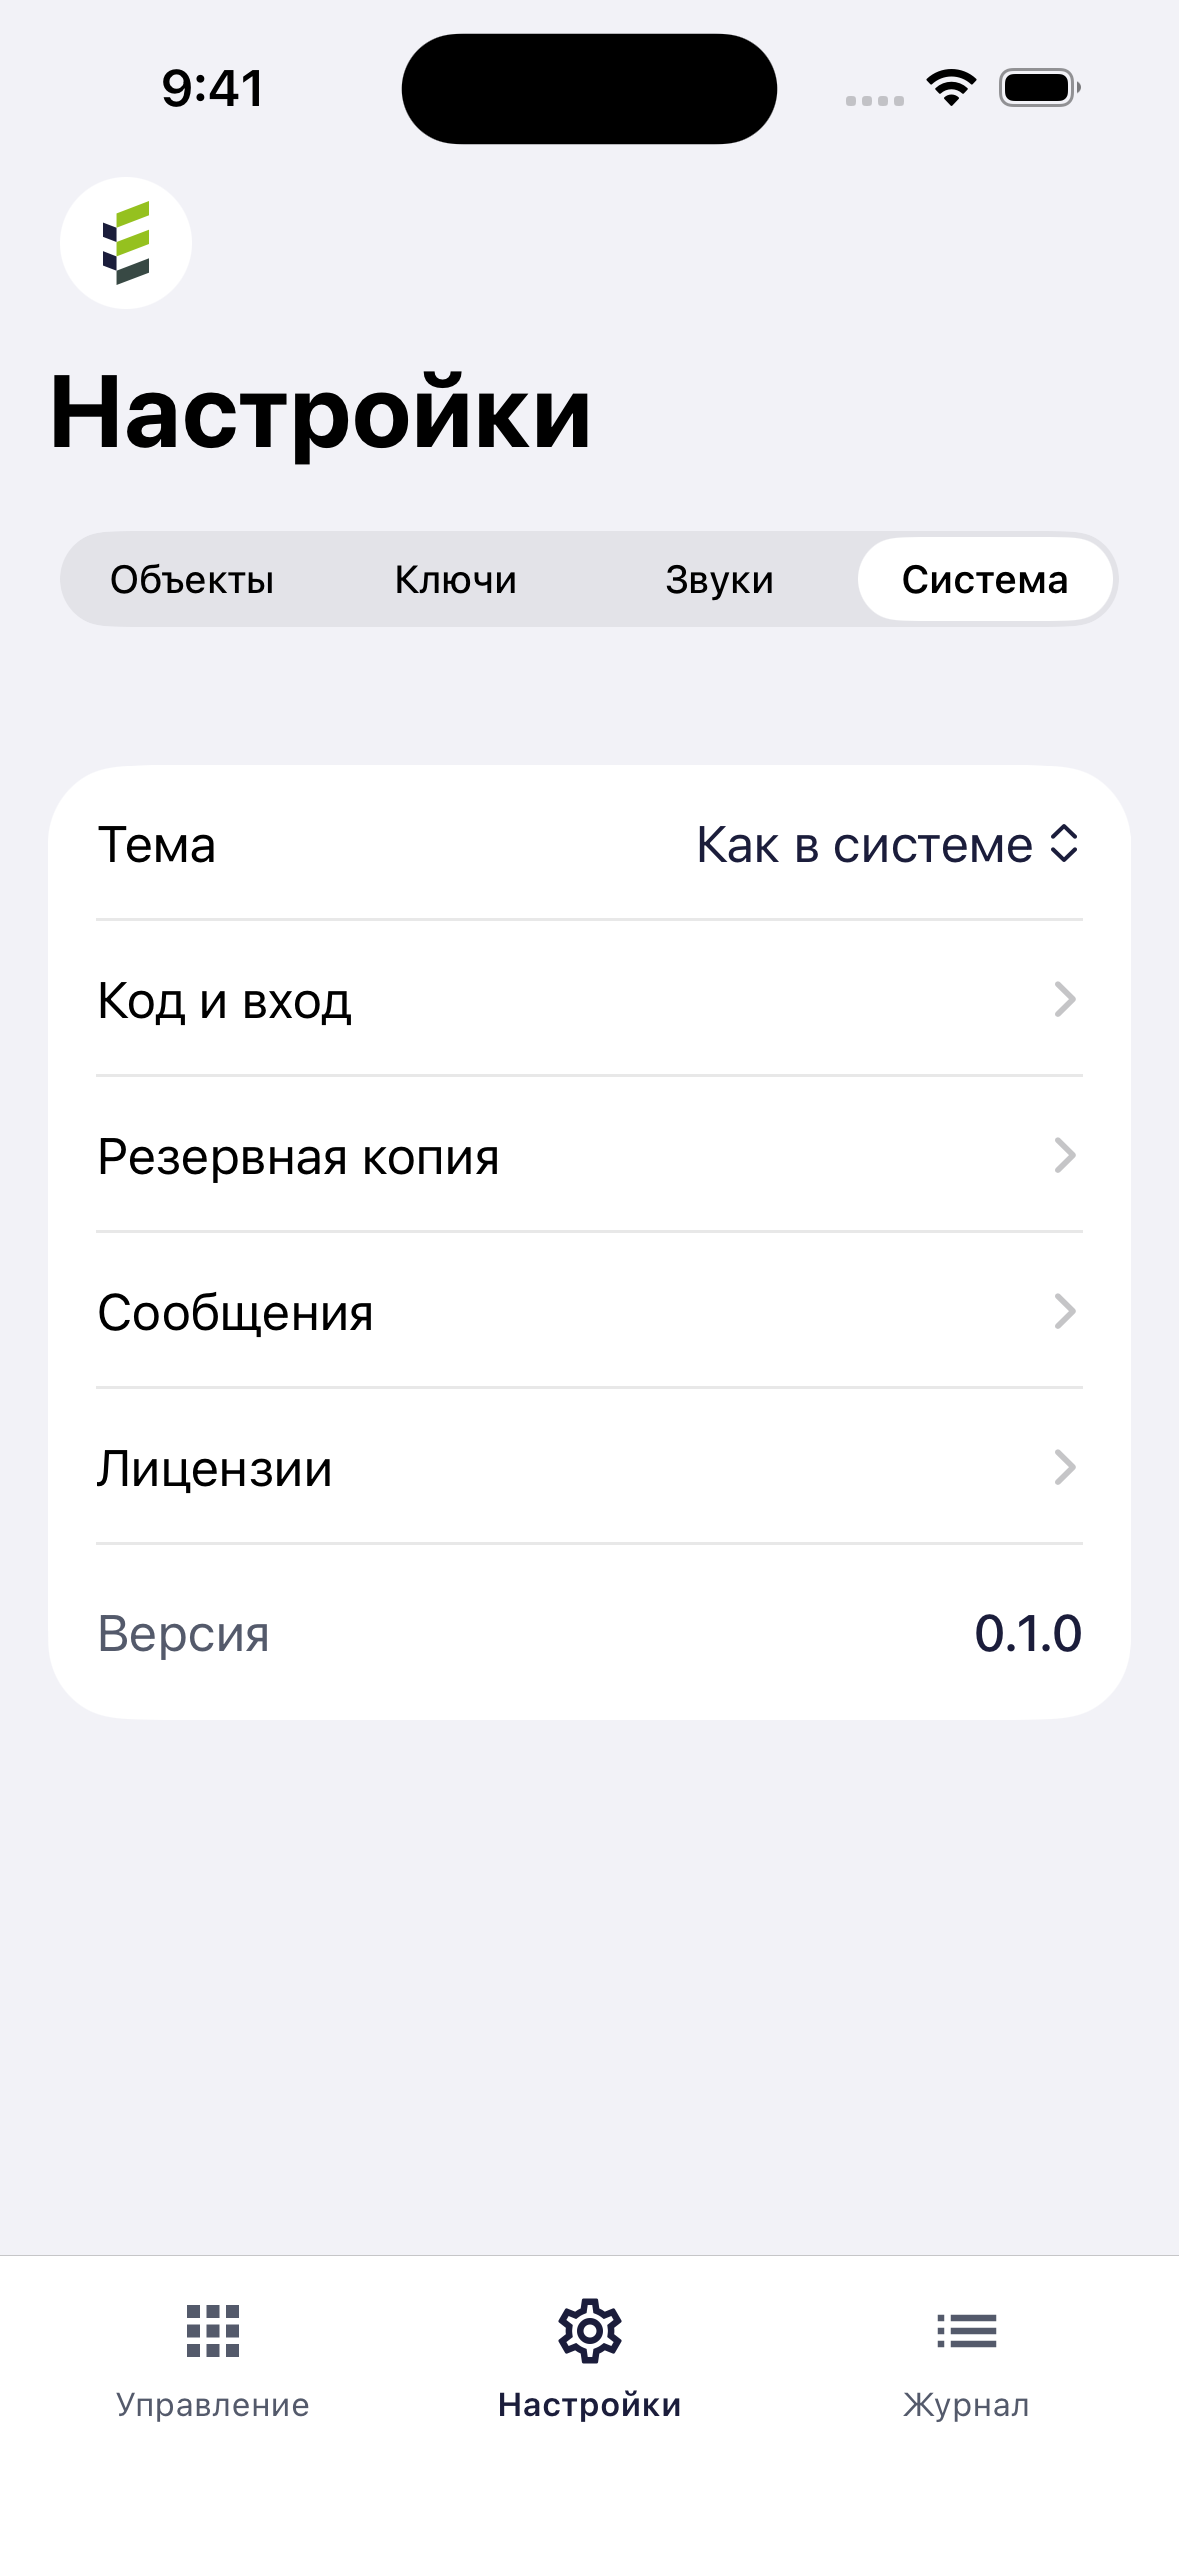 9:41
Настройки
Объекты Ключи Звуки Система
Тема Как в системе
Код и вход
Резервная копия
Сообщения
Лицензии
Версия 0.1.0
Управление Настройки Журнал